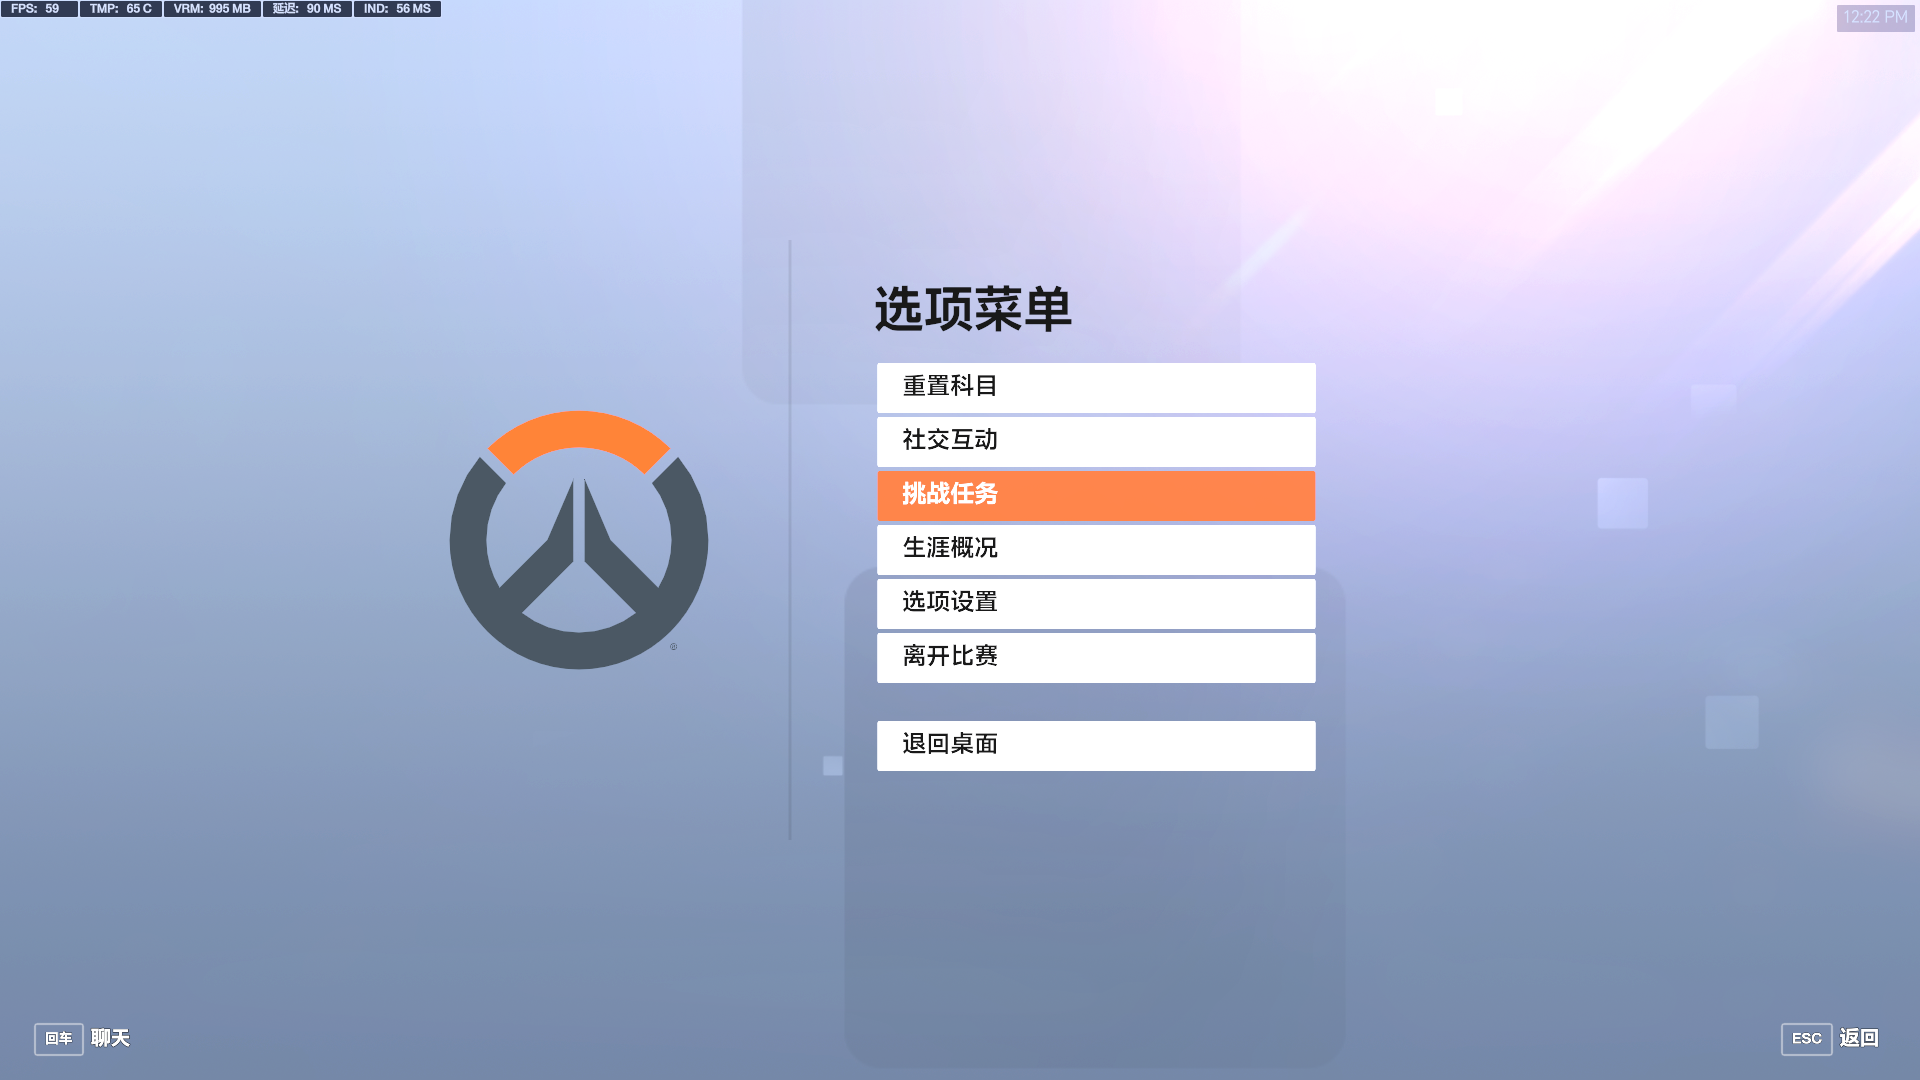 FPS: 59 TMP: 65 C VRM: 995 MB 延迟: 90 MS IND: 56 MS
12:22 PM
选项菜单
重置科目
社交互动
挑战任务
生涯概况
选项设置
离开比赛
退回桌面
回车 聊天
ESC 返回